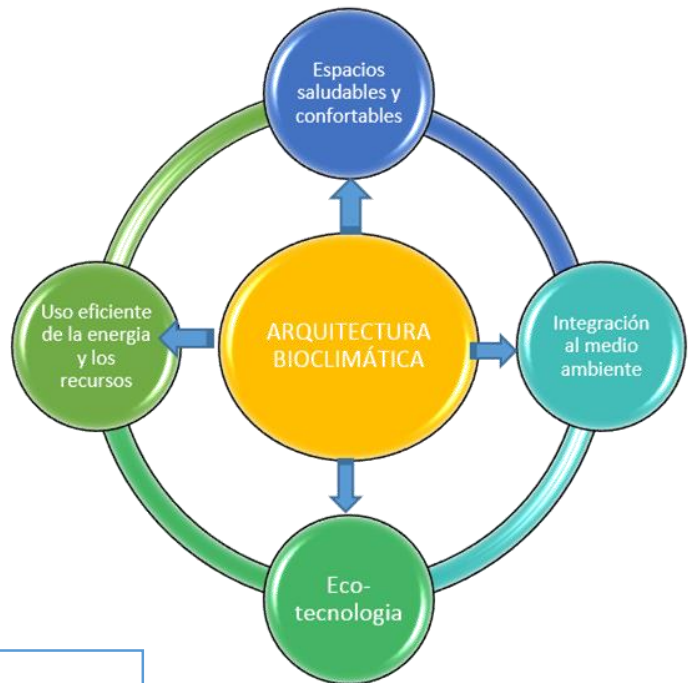 Espacios
saludables y
confortables
Uso eficiente
de la energia
y los
recursos
ARQUITECTURA
BIOCLIMÁTICA
Integración
al medio
ambiente
Eco-
tecnologia